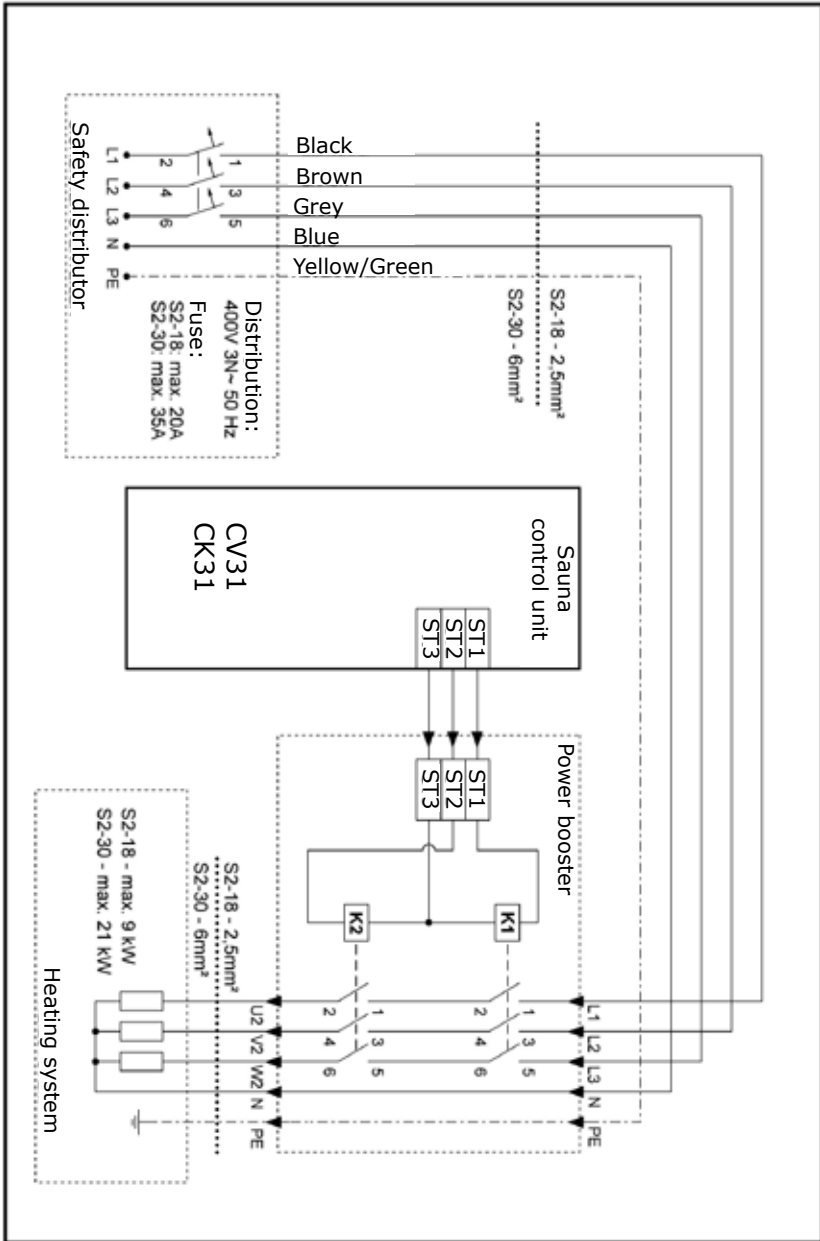 Safety distributor
L1
L2
L3
N
PE
2
4
6
1
3
5
Black
Brown
Grey
Blue
Yellow/Green
Distribution:
400V 3N~ 50 Hz
Fuse:
S2-18: max. 20A
S2-30: max. 35A
S2-18 - 2,5mm²
S2-30 - 6mm²
Sauna
control unit
CV31
CK31
ST1
ST2
ST3
Power booster
ST1
ST2
ST3
K1
K2
L1
L2
L3
N
PE
1
3
5
2
4
6
1
3
5
2
4
6
U2
V2
W2
N
PE
S2-18 - 2,5mm²
S2-30 - 6mm²
S2-18 - max. 9 kW
S2-30 - max. 21 kW
Heating system